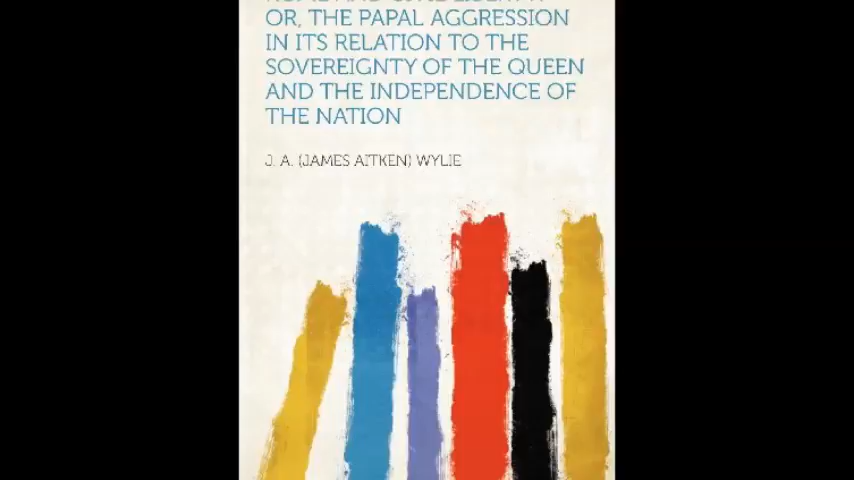 OR, THE PAPAL AGGRESSION
IN ITS RELATION TO THE
SOVEREIGNTY OF THE QUEEN
AND THE INDEPENDENCE OF
THE NATION
J. A. (JAMES AITKEN) WYLIE